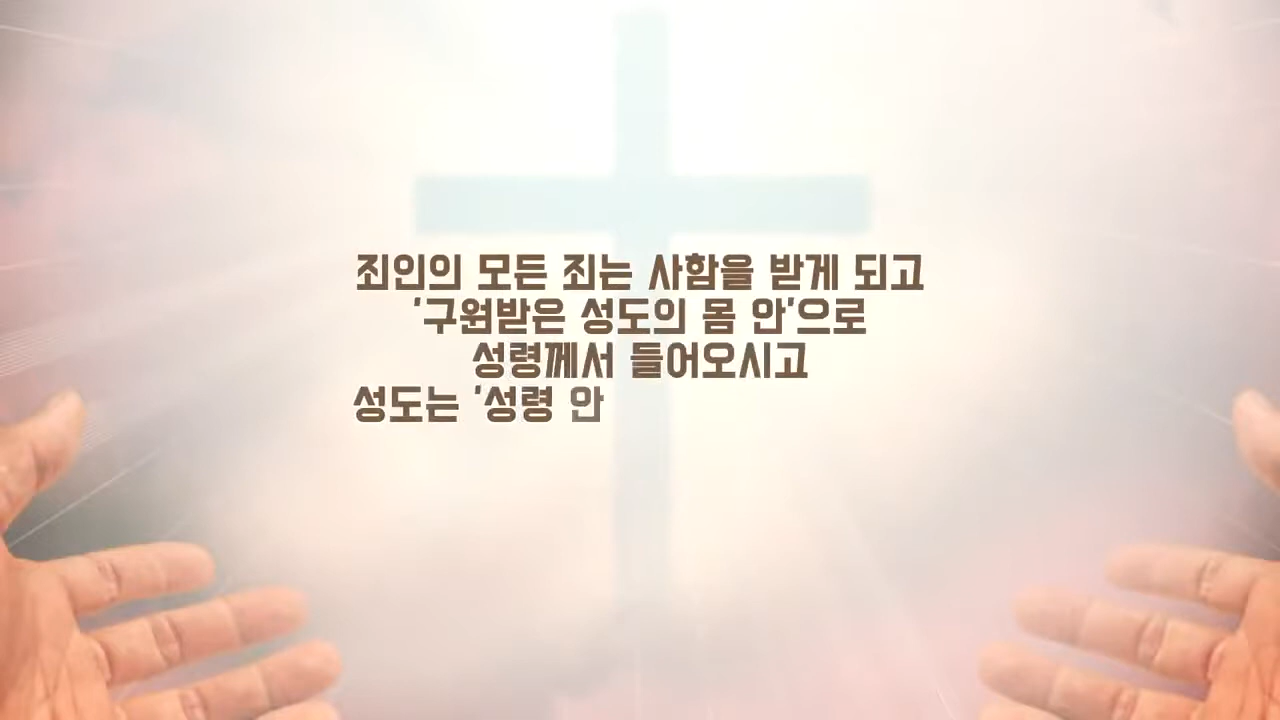 죄인의 모든 죄는 사함을 받게 되고
'구원받은 성도의 몸 안'으로
성령께서 들어오시고
성도는 '성령 안